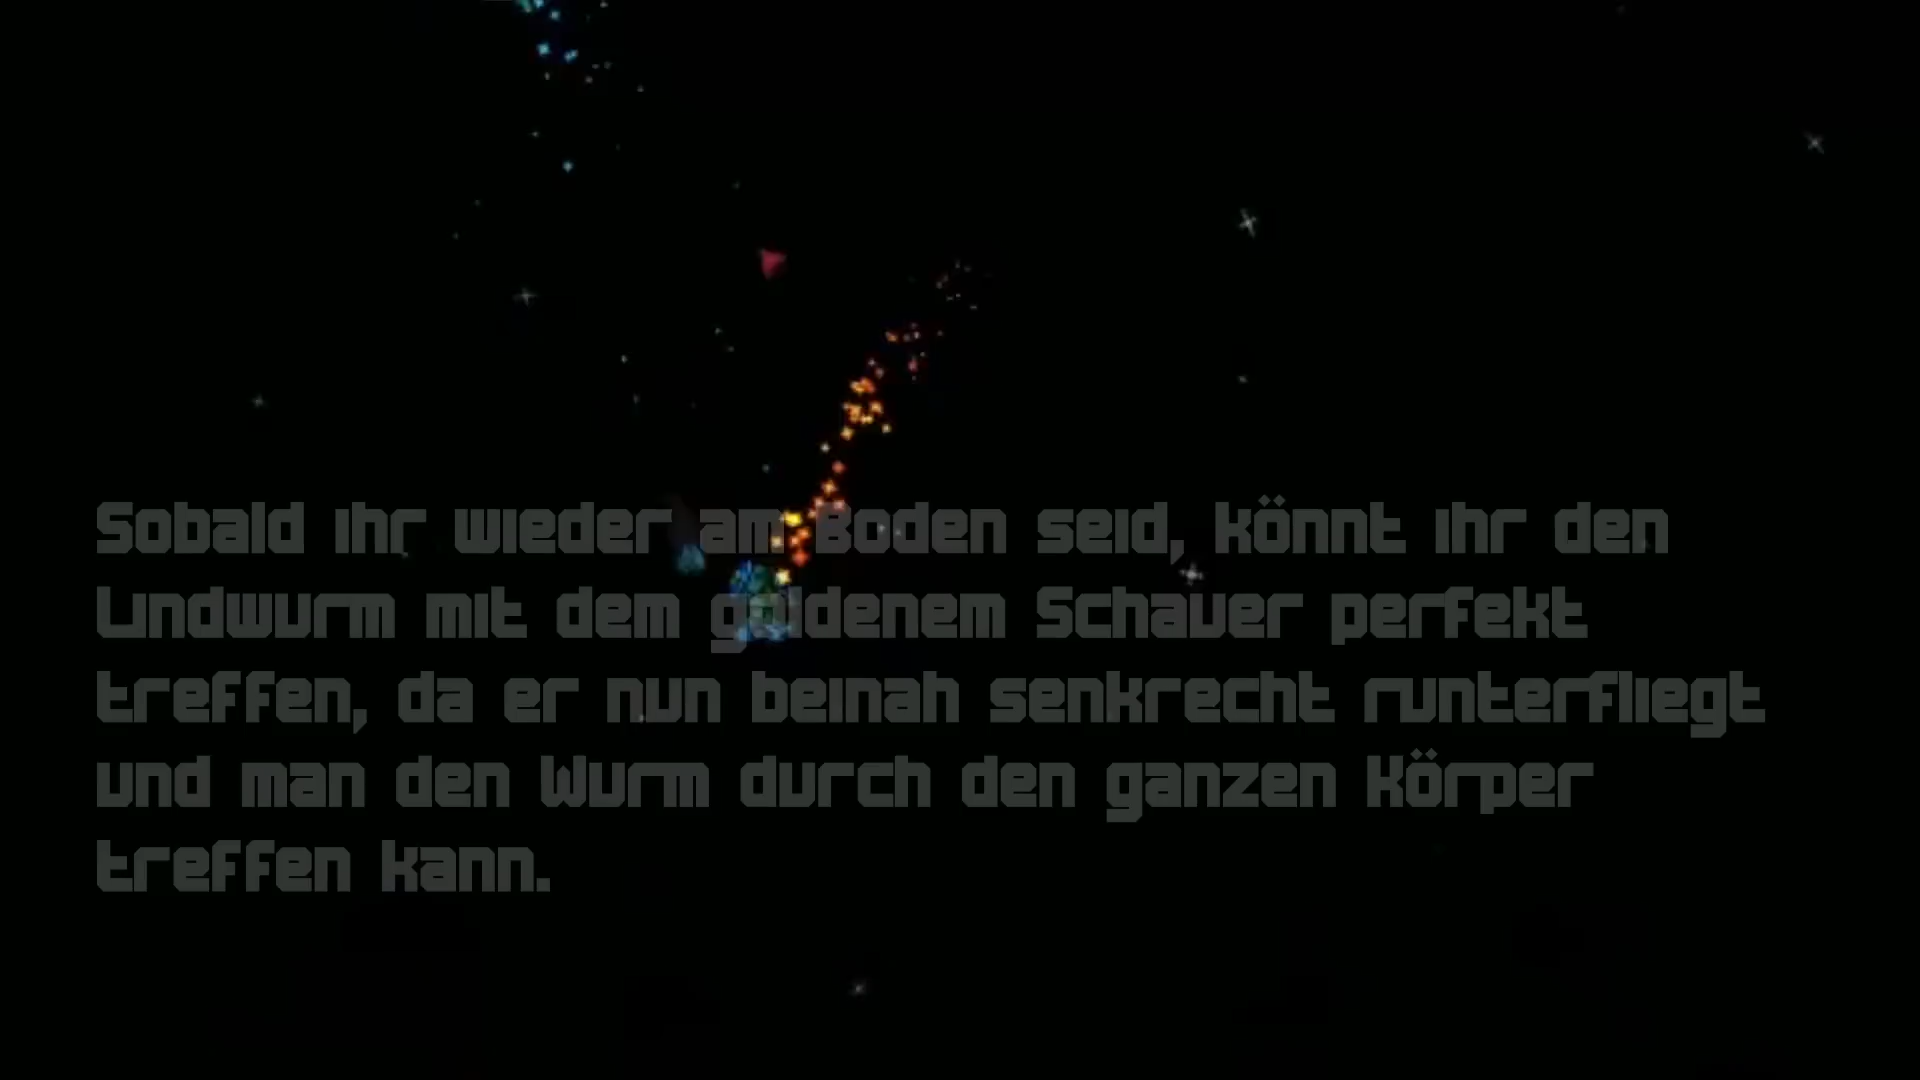 Sobald ihr wieder am Boden seid, könnt ihr den
Lindwurm mit dem goldenem Schauer perfekt
treffen, da er nun beinah senkrecht runterfliegt
und man den Wurm durch den ganzen Körper
treffen kann.